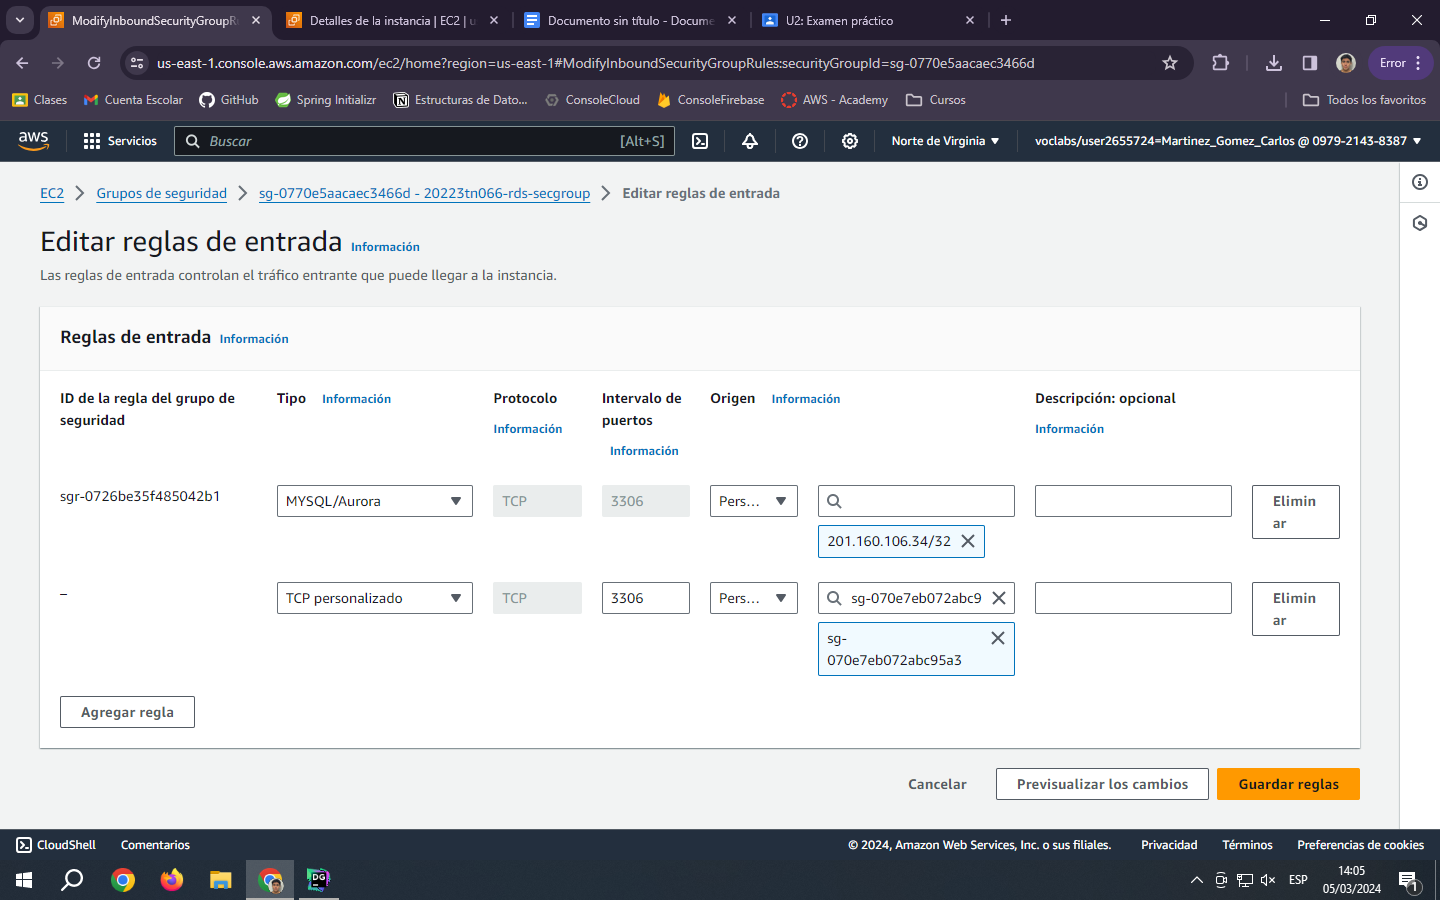 ModifyInboundSecurityGroupRu
Detalles de la instancia | EC2 | u
Documento sin título - Docume
U2: Examen práctico
us-east-1.console.aws.amazon.com/ec2/home?region=us-east-1#ModifyInboundSecurityGroupRules:securityGroupId=sg-0770e5aacaec3466d
Error
Clases
Cuenta Escolar
GitHub
Spring Initializr
Estructuras de Dato...
ConsoleCloud
ConsoleFirebase
AWS - Academy
Cursos
Todos los favoritos
aws
Servicios
Buscar
[Alt+S]
Norte de Virginia
voclabs/user2655724=Martinez_Gomez_Carlos @ 0979-2143-8387
EC2
Grupos de seguridad
sg-0770e5aacaec3466d - 20223tn066-rds-secgroup
Editar reglas de entrada
Editar reglas de entrada Información
Las reglas de entrada controlan el tráfico entrante que puede llegar a la instancia.
Reglas de entrada Información
ID de la regla del grupo de
seguridad
Tipo Información
Protocolo
Información
Intervalo de
puertos
Información
Origen Información
Descripción: opcional
Información
sgr-0726be35f485042b1
MYSQL/Aurora
TCP
3306
Pers...
201.160.106.34/32
Elimin
ar
–
TCP personalizado
TCP
3306
Pers...
sg-070e7eb072abc9
sg-
070e7eb072abc95a3
Elimin
ar
Agregar regla
Cancelar
Previsualizar los cambios
Guardar reglas
CloudShell
Comentarios
© 2024, Amazon Web Services, Inc. o sus filiales.
Privacidad
Términos
Preferencias de cookies
DG
ESP
14:05
05/03/2024
1